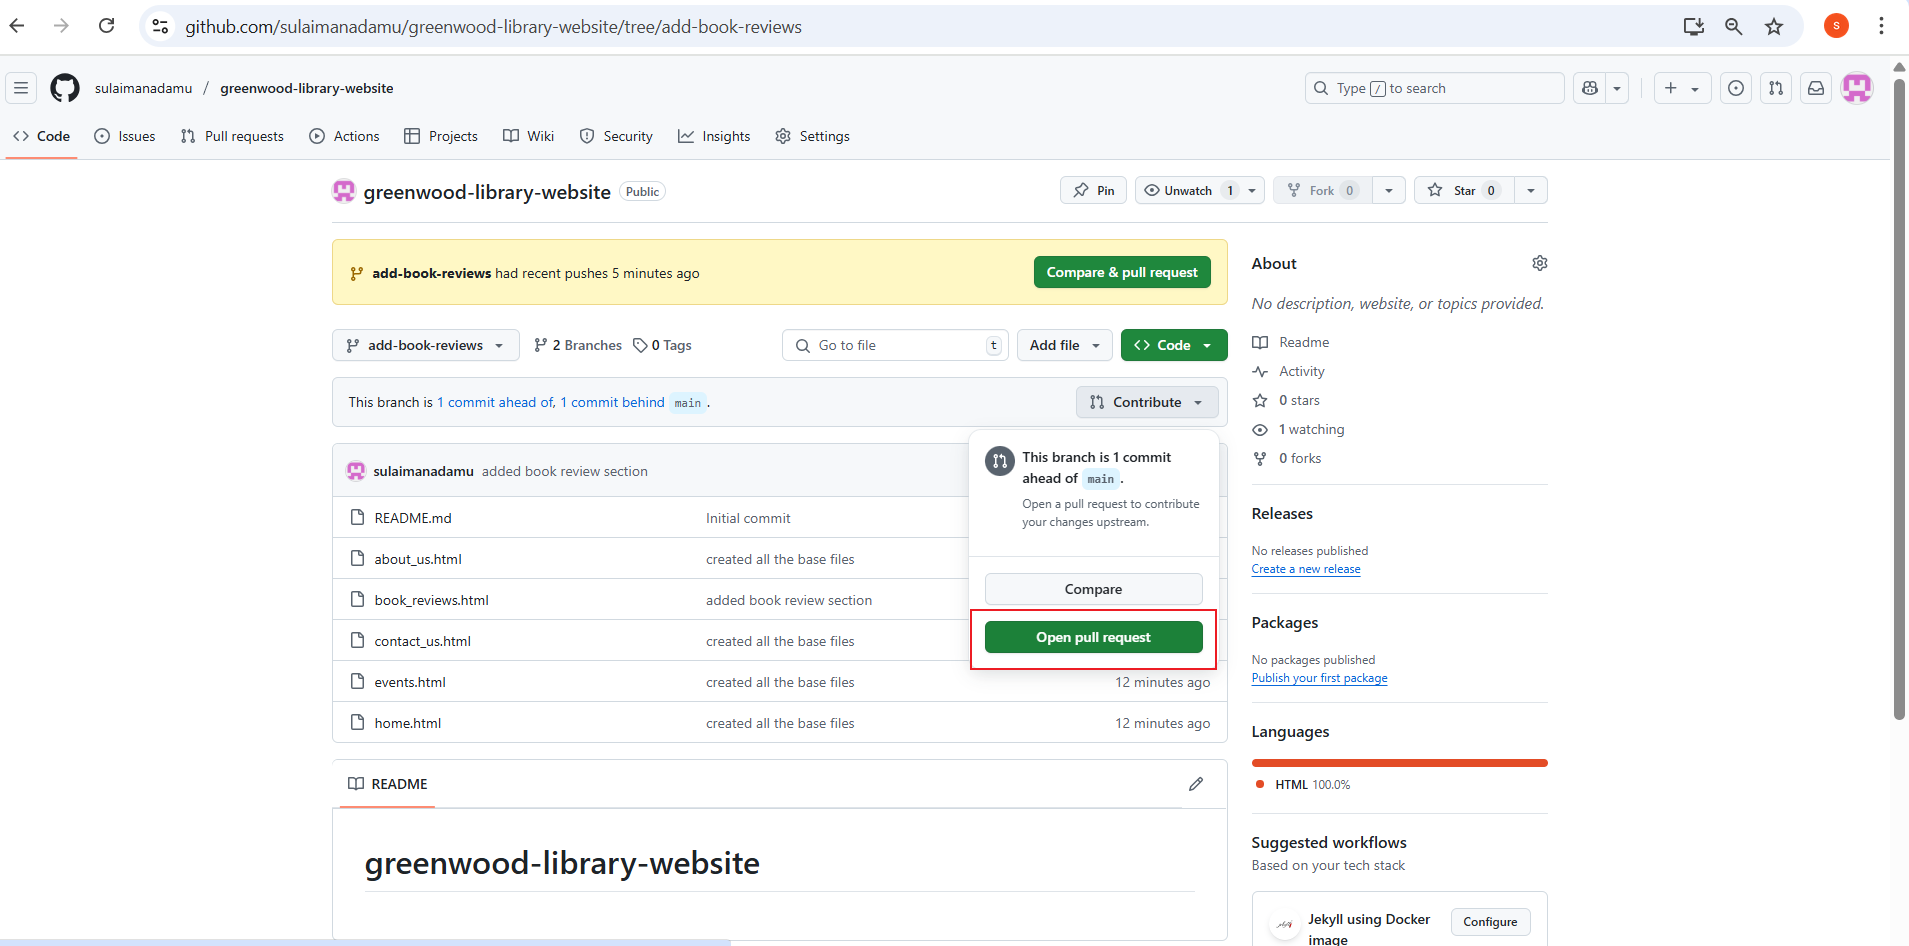 github.com/sulaimanadamu/greenwood-library-website/tree/add-book-reviews
S
sulaimanadamu / greenwood-library-website
Type / to search
Code Issues Pull requests Actions Projects Wiki Security Insights Settings
greenwood-library-website Public
Pin Unwatch 1 Fork 0 Star 0
add-book-reviews had recent pushes 5 minutes ago
Compare & pull request
add-book-reviews 2 Branches 0 Tags
Go to file t
Add file
Code
This branch is 1 commit ahead of, 1 commit behind main .
Contribute
This branch is 1 commit
ahead of main .
Open a pull request to contribute
your changes upstream.
Compare
Open pull request
sulaimanadamu added book review section
README.md Initial commit
about_us.html created all the base files
book_reviews.html added book review section
contact_us.html created all the base files
events.html created all the base files 12 minutes ago
home.html created all the base files 12 minutes ago
README
greenwood-library-website
About
No description, website, or topics provided.
Readme
Activity
0 stars
1 watching
0 forks
Releases
No releases published
Create a new release
Packages
No packages published
Publish your first package
Languages
HTML 100.0%
Suggested workflows
Based on your tech stack
Jekyll using Docker
image
Configure